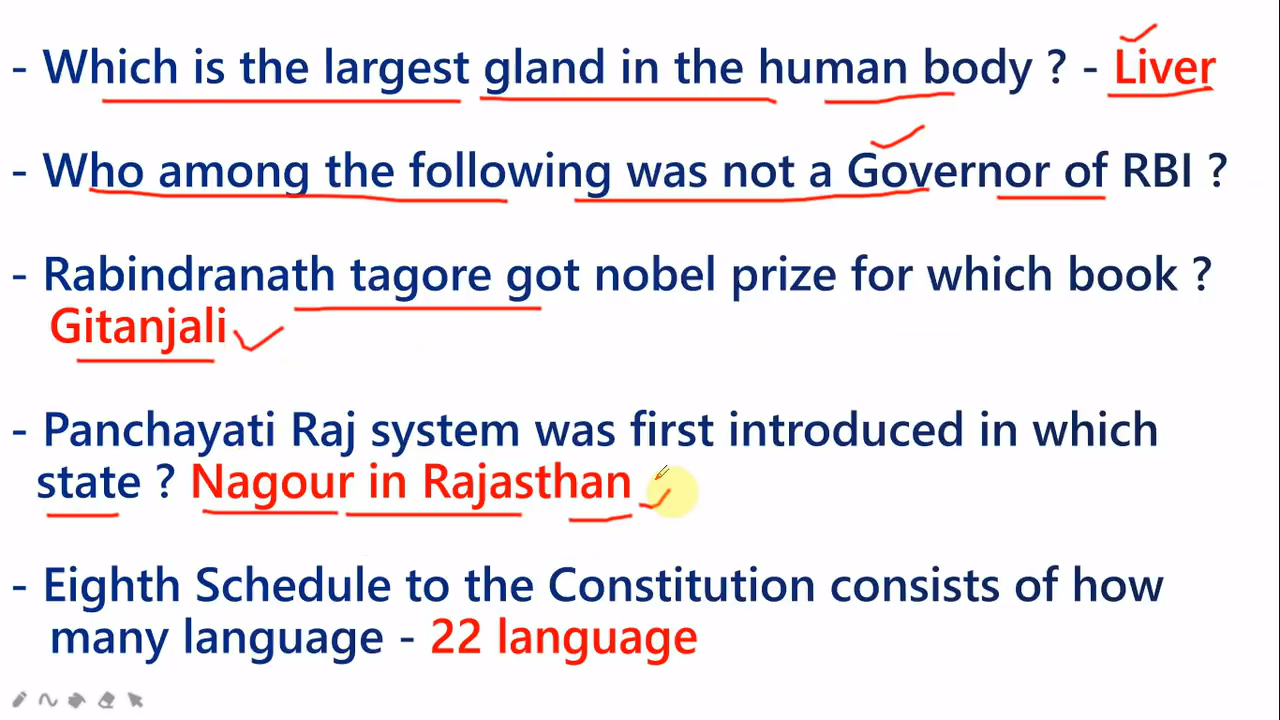 - Which is the largest gland in the human body ? - Liver
- Who among the following was not a Governor of RBI ?
- Rabindranath tagore got nobel prize for which book ?
Gitanjali
- Panchayati Raj system was first introduced in which
state ? Nagour in Rajasthan
- Eighth Schedule to the Constitution consists of how
many language - 22 language